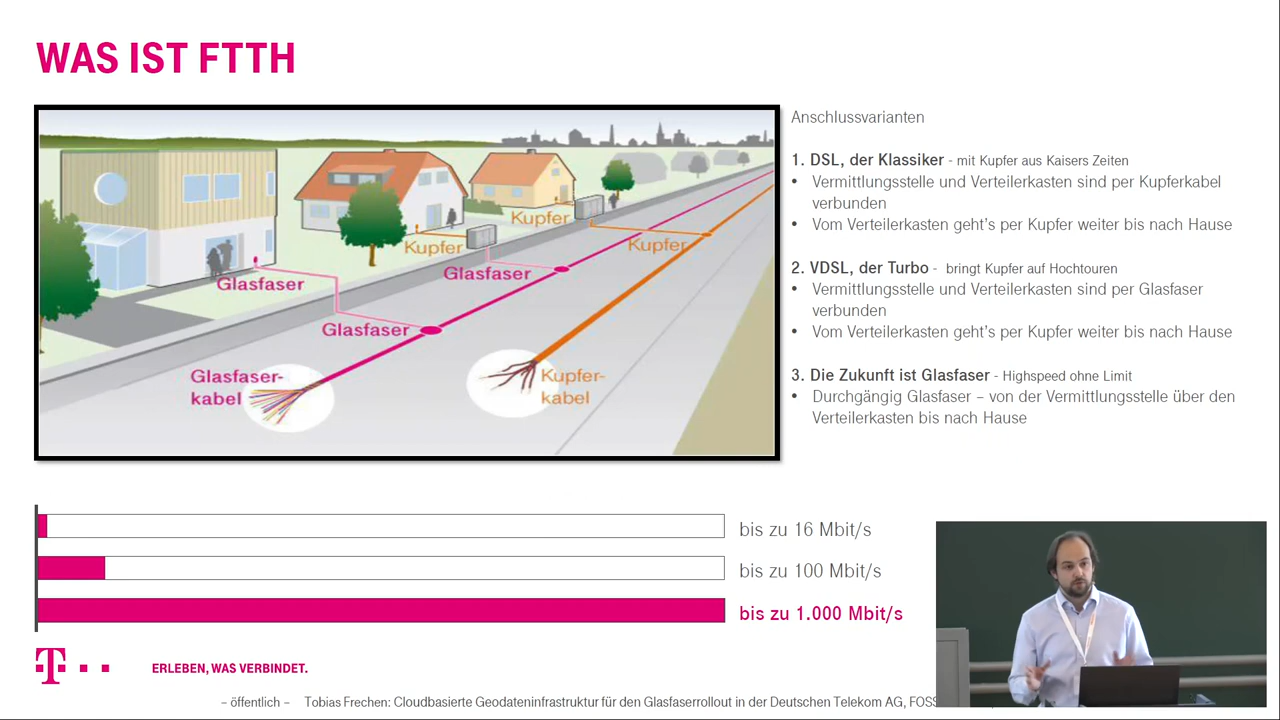 WAS IST FTTH
Kupfer
Kupfer
Kupfer
Glasfaser
Glasfaser
Glasfaser
Glasfaser-
kabel
Kupfer-
kabel
Anschlussvarianten
1. DSL, der Klassiker - mit Kupfer aus Kaisers Zeiten
• Vermittlungsstelle und Verteilerkasten sind per Kupferkabel
verbunden
• Vom Verteilerkasten geht's per Kupfer weiter bis nach Hause
2. VDSL, der Turbo - bringt Kupfer auf Hochtouren
• Vermittlungsstelle und Verteilerkasten sind per Glasfaser
verbunden
• Vom Verteilerkasten geht's per Kupfer weiter bis nach Hause
3. Die Zukunft ist Glasfaser - Highspeed ohne Limit
• Durchgängig Glasfaser – von der Vermittlungsstelle über den
Verteilerkasten bis nach Hause
bis zu 16 Mbit/s
bis zu 100 Mbit/s
bis zu 1.000 Mbit/s
T
ERLEBEN, WAS VERBINDET.
– öffentlich – Tobias Frechen: Cloudbasierte Geodateninfrastruktur für den Glasfaserrollout in der Deutschen Telekom AG, FOSS